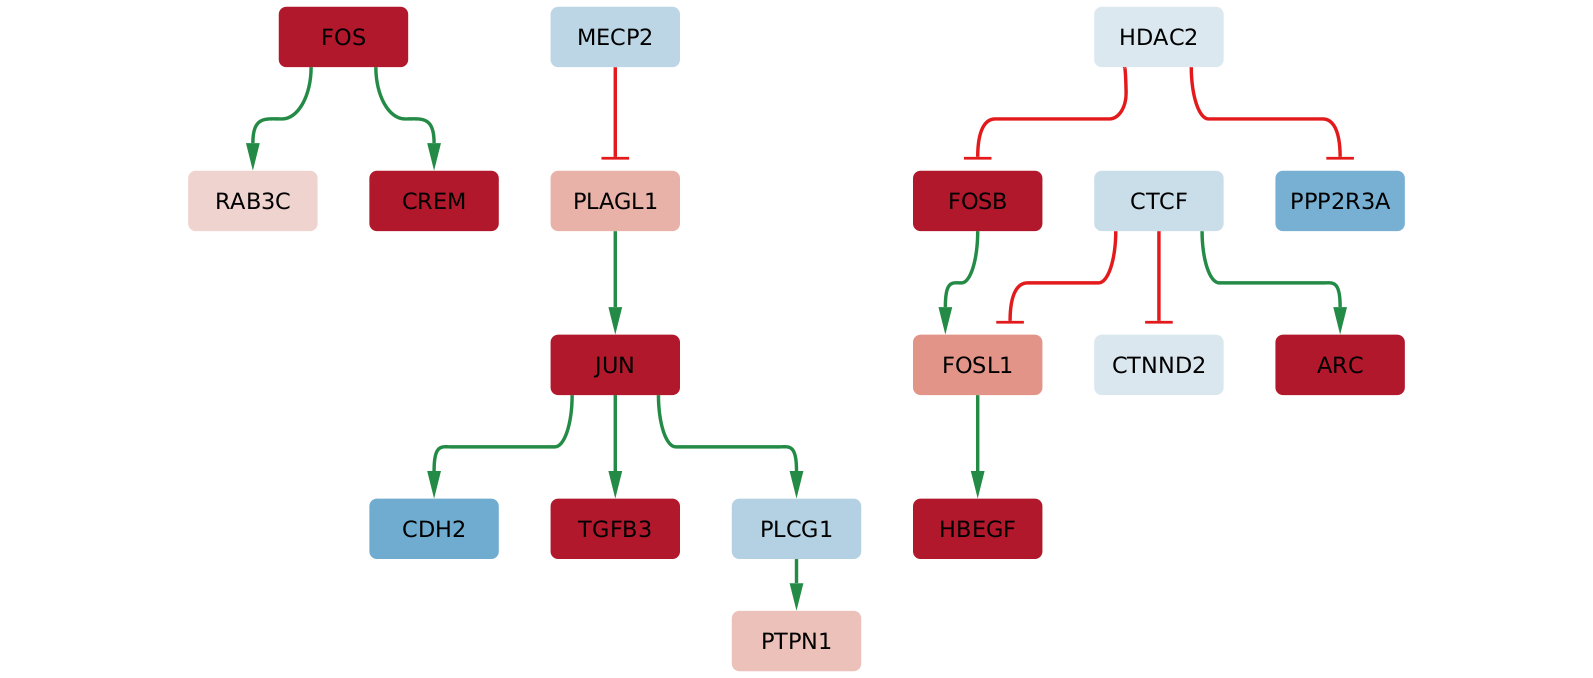 FOS
MECP2
HDAC2
RAB3C
CREM
PLAGL1
FOSB
CTCF
PPP2R3A
JUN
FOSL1
CTNND2
ARC
CDH2
TGFB3
PLCG1
HBEGF
PTPN1